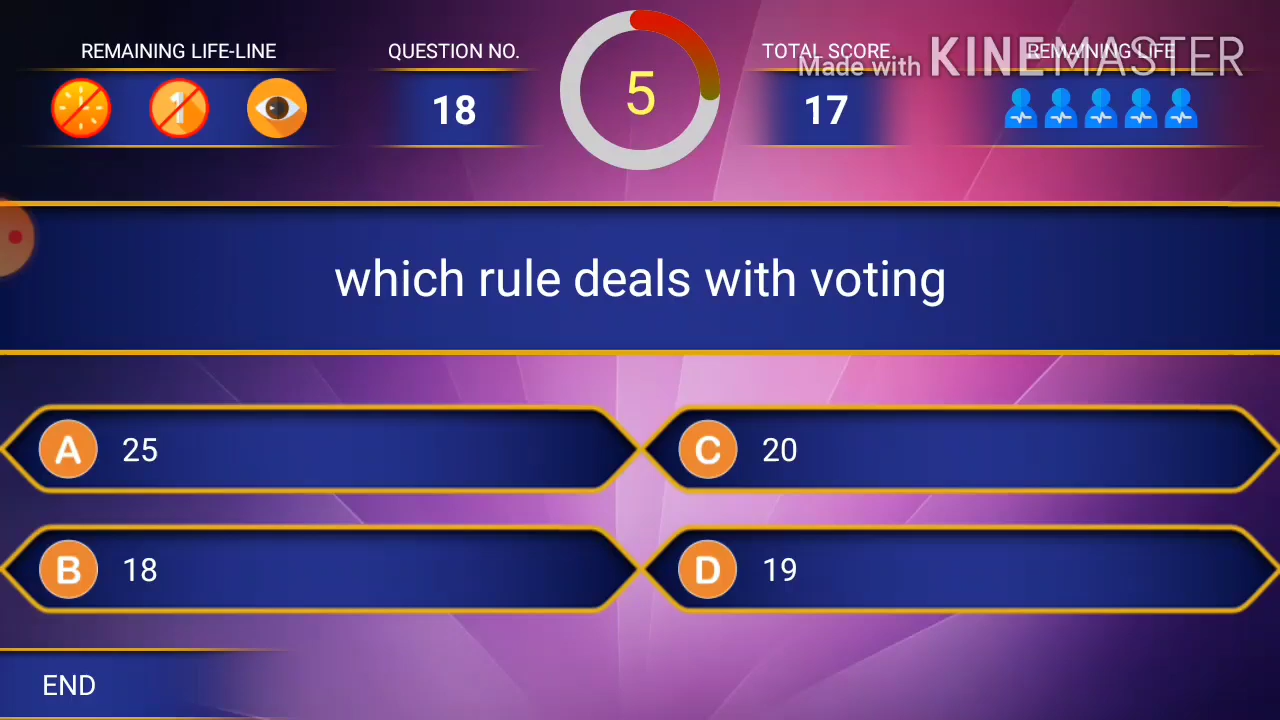 REMAINING LIFE-LINE
QUESTION NO.
TOTAL SCORE
REMAINING LIFE
Made with KINEMASTER
1
18
5
17
which rule deals with voting
A 25
C 20
B 18
D 19
END